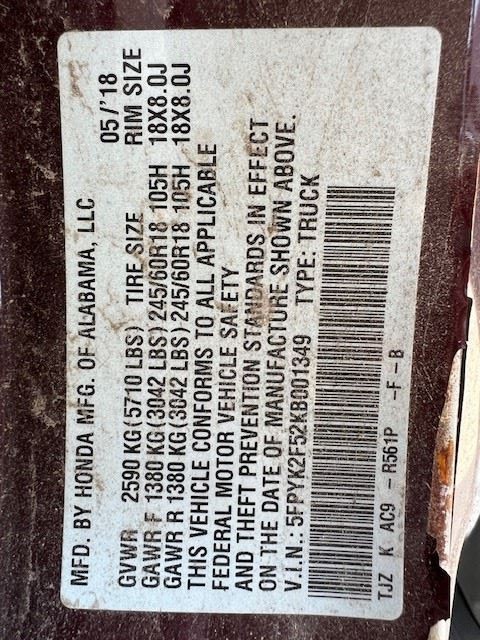 MFD. BY HONDA MFG. OF ALABAMA, LLC 05/'18
GVWR 2590 KG(5710 LBS) TIRE SIZE RIM SIZE
GAWR F 1380 KG(3042 LBS) 245/60R18 105H 18X8.0J
GAWR R 1380 KG(3042 LBS) 245/60R18 105H 18X8.0J
THIS VEHICLE CONFORMS TO ALL APPLICABLE
FEDERAL MOTOR VEHICLE SAFETY
AND THEFT PREVENTION STANDARDS IN EFFECT
ON THE DATE OF MANUFACTURE SHOWN ABOVE.
V.I.N.: 5FPYK2F52KB001349 TYPE: TRUCK
TJZ K AC9 - R561P -F-B